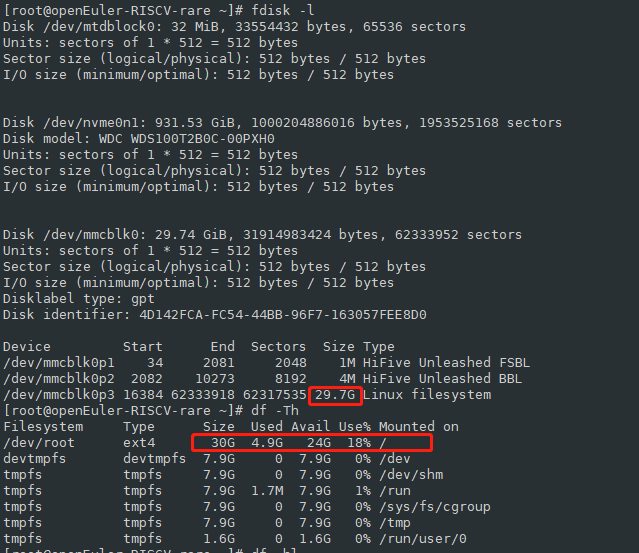 [root@openEuler-RISCV-rare ~]# fdisk -l
Disk /dev/mtdblock0: 32 MiB, 33554432 bytes, 65536 sectors
Units: sectors of 1 * 512 = 512 bytes
Sector size (logical/physical): 512 bytes / 512 bytes
I/O size (minimum/optimal): 512 bytes / 512 bytes
Disk /dev/nvme0n1: 931.53 GiB, 1000204886016 bytes, 1953525168 sectors
Disk model: WDC WDS100T2B0C-00PXH0
Units: sectors of 1 * 512 = 512 bytes
Sector size (logical/physical): 512 bytes / 512 bytes
I/O size (minimum/optimal): 512 bytes / 512 bytes
Disk /dev/mmcblk0: 29.74 GiB, 31914983424 bytes, 62333952 sectors
Units: sectors of 1 * 512 = 512 bytes
Sector size (logical/physical): 512 bytes / 512 bytes
I/O size (minimum/optimal): 512 bytes / 512 bytes
Disklabel type: gpt
Disk identifier: 4D142FCA-FC54-44BB-96F7-163057FEE8D0
Device Start End Sectors Size Type
/dev/mmcblk0p1 34 2081 2048 1M HiFive Unleashed FSBL
/dev/mmcblk0p2 2082 10273 8192 4M HiFive Unleashed BBL
/dev/mmcblk0p3 16384 62333918 62317535 29.7G Linux filesystem
[root@openEuler-RISCV-rare ~]# df -Th
Filesystem Type Size Used Avail Use% Mounted on
/dev/root ext4 30G 4.9G 24G 18% /
devtmpfs devtmpfs 7.9G 0 7.9G 0% /dev
tmpfs tmpfs 7.9G 0 7.9G 0% /dev/shm
tmpfs tmpfs 7.9G 1.7M 7.9G 1% /run
tmpfs tmpfs 7.9G 0 7.9G 0% /sys/fs/cgroup
tmpfs tmpfs 7.9G 0 7.9G 0% /tmp
tmpfs tmpfs 1.6G 0 1.6G 0% /run/user/0
[root@openEuler-RISCV-rare ~]# df -hl